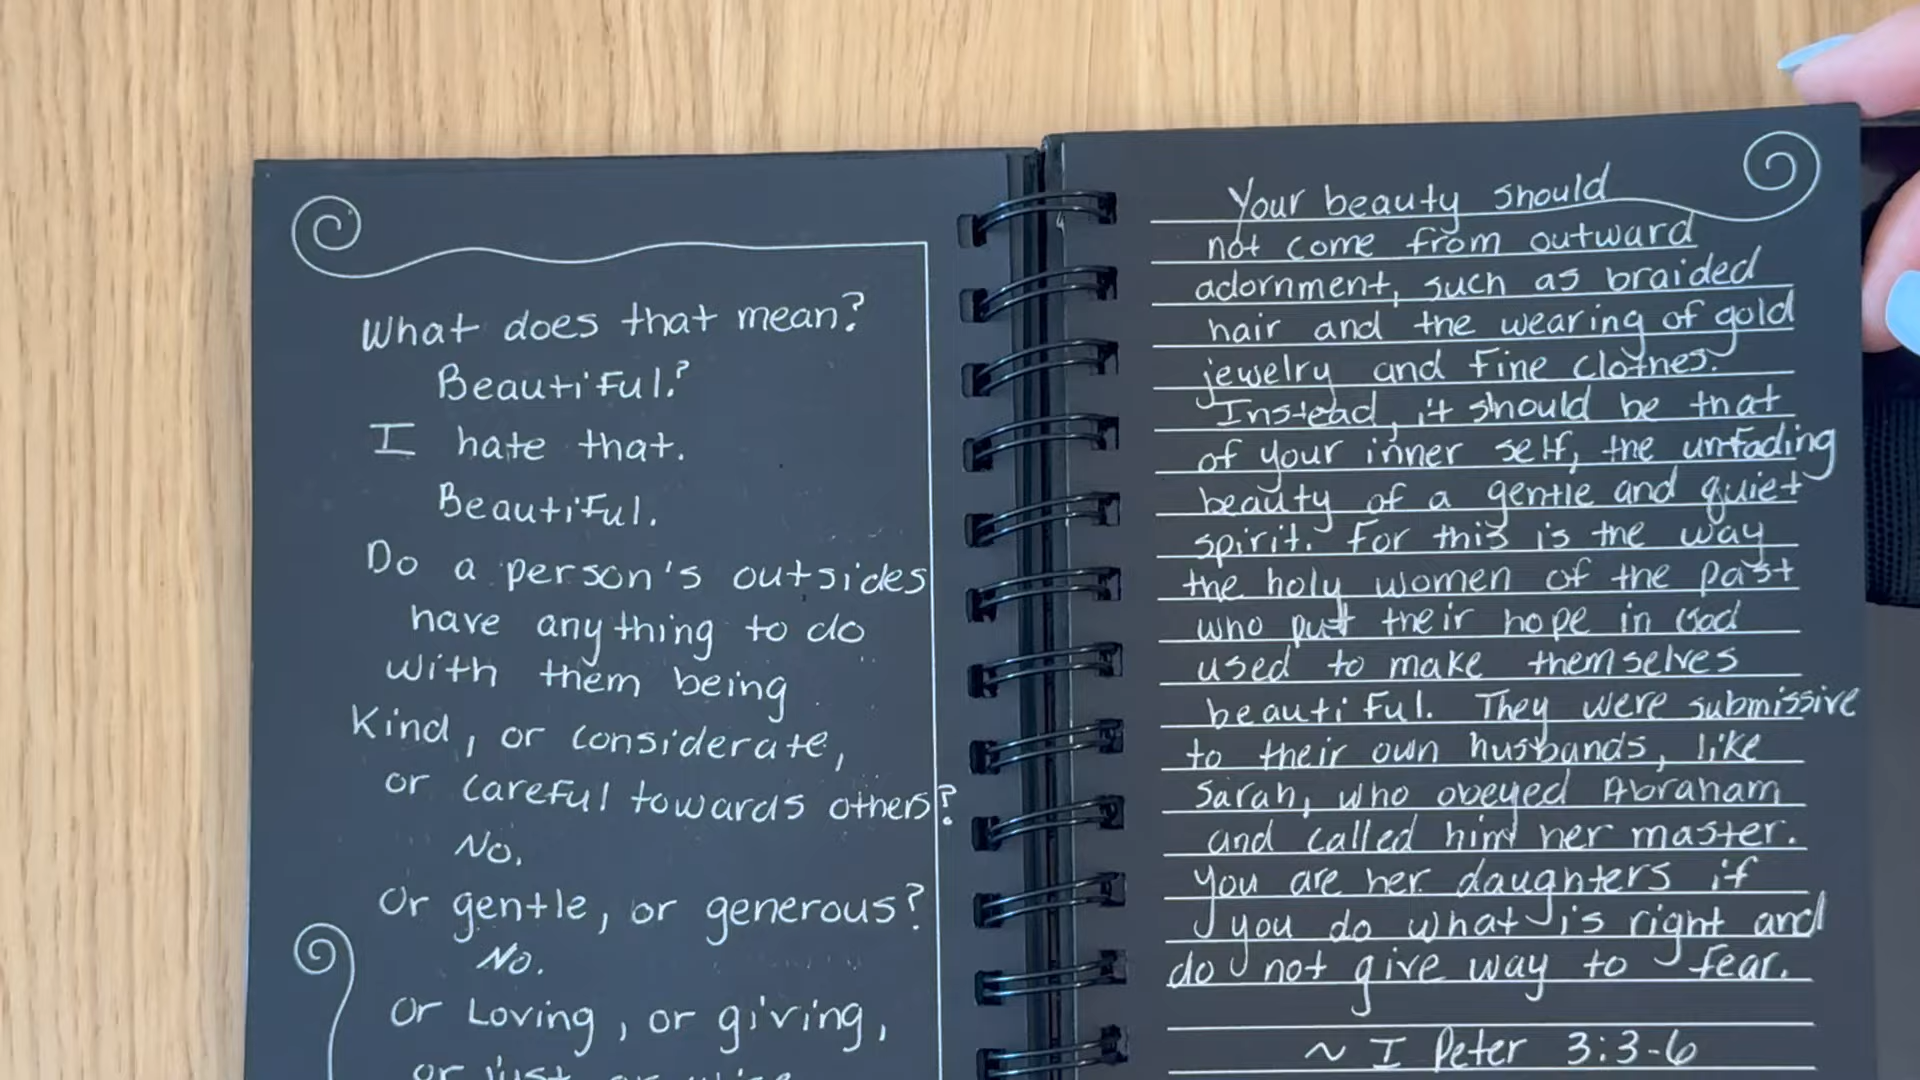 What does that mean?
Beautiful?
I hate that.
Beautiful.
Do a person's outsides
have anything to do
with them being
Kind, or considerate,
or careful towards others?
No.
Or gentle, or generous?
No.
Or Loving, or giving,
or just, or wise
Your beauty should
not come from outward
adornment, such as braided
hair and the wearing of gold
jewelry and fine clothes.
Instead, it should be that
of your inner self, the unfading
beauty of a gentle and quiet
spirit. For this is the way
the holy women of the past
who put their hope in God
used to make themselves
beautiful. They were submissive
to their own husbands, like
Sarah, who obeyed Abraham
and called him her master.
You are her daughters if
you do what is right and
do not give way to fear.
~ I Peter 3:3-6